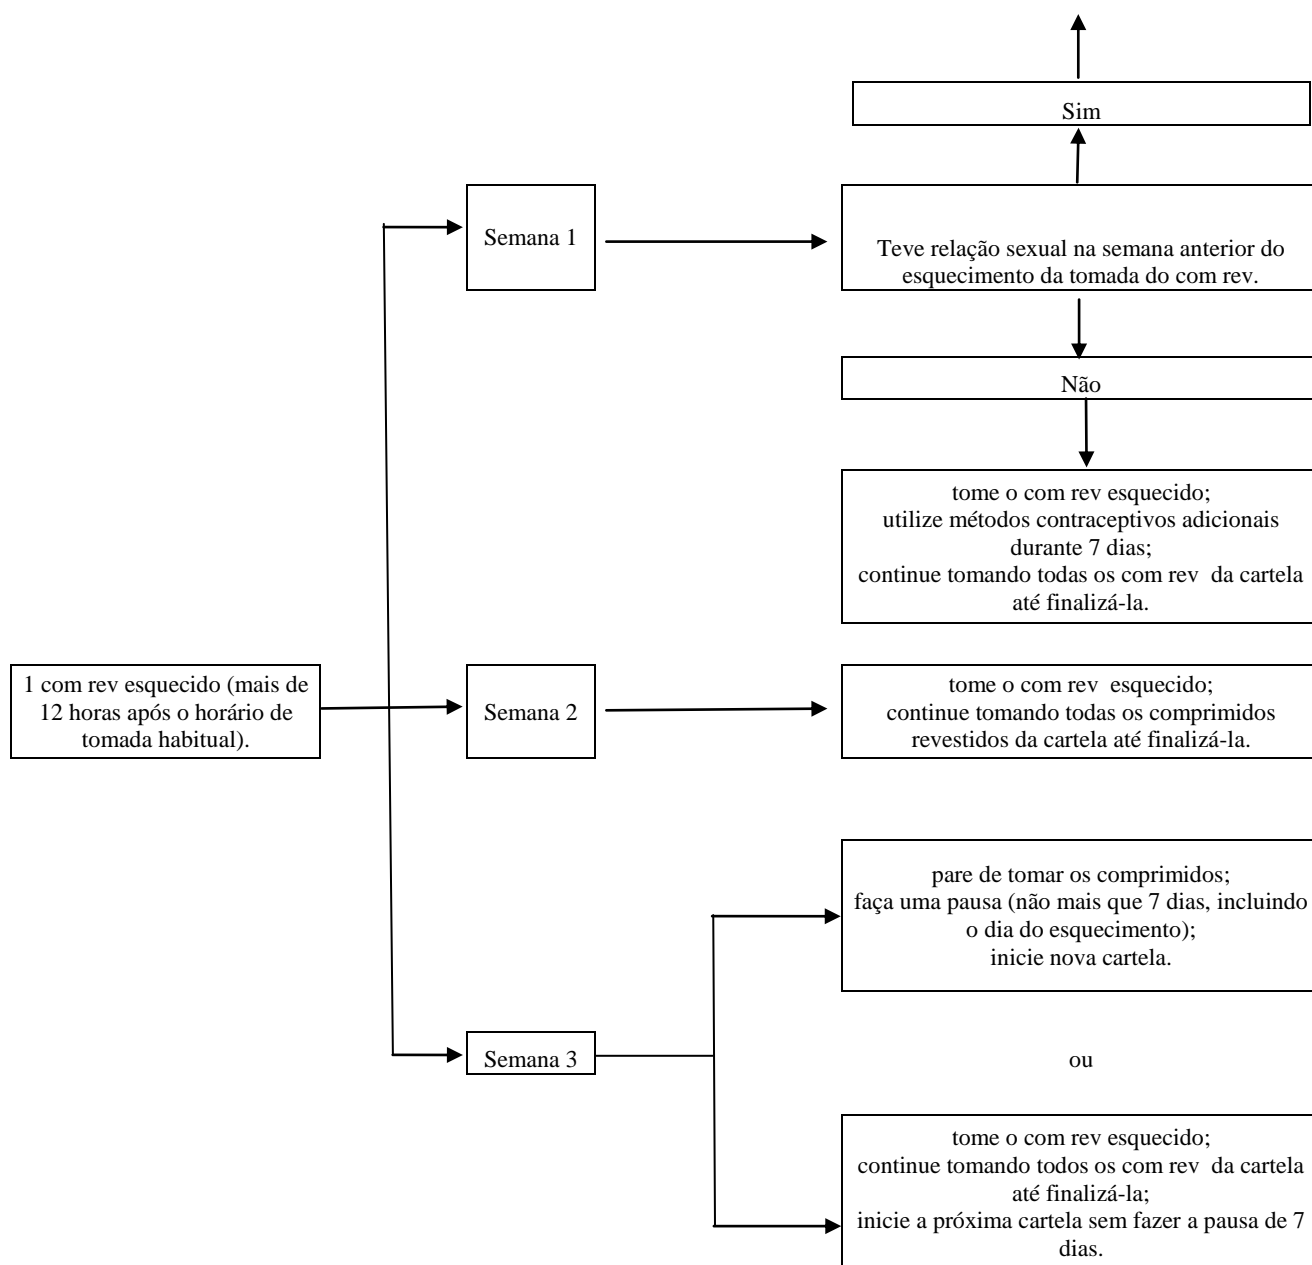 Sim
Semana 1
Teve relação sexual na semana anterior do
esquecimento da tomada do com rev.
Não
tome o com rev esquecido;
utilize métodos contraceptivos adicionais
durante 7 dias;
continue tomando todas os com rev da cartela
até finalizá-la.
1 com rev esquecido (mais de
12 horas após o horário de
tomada habitual).
Semana 2
tome o com rev esquecido;
continue tomando todas os comprimidos
revestidos da cartela até finalizá-la.
pare de tomar os comprimidos;
faça uma pausa (não mais que 7 dias, incluindo
o dia do esquecimento);
inicie nova cartela.
Semana 3
ou
tome o com rev esquecido;
continue tomando todos os com rev da cartela
até finalizá-la;
inicie a próxima cartela sem fazer a pausa de 7
dias.